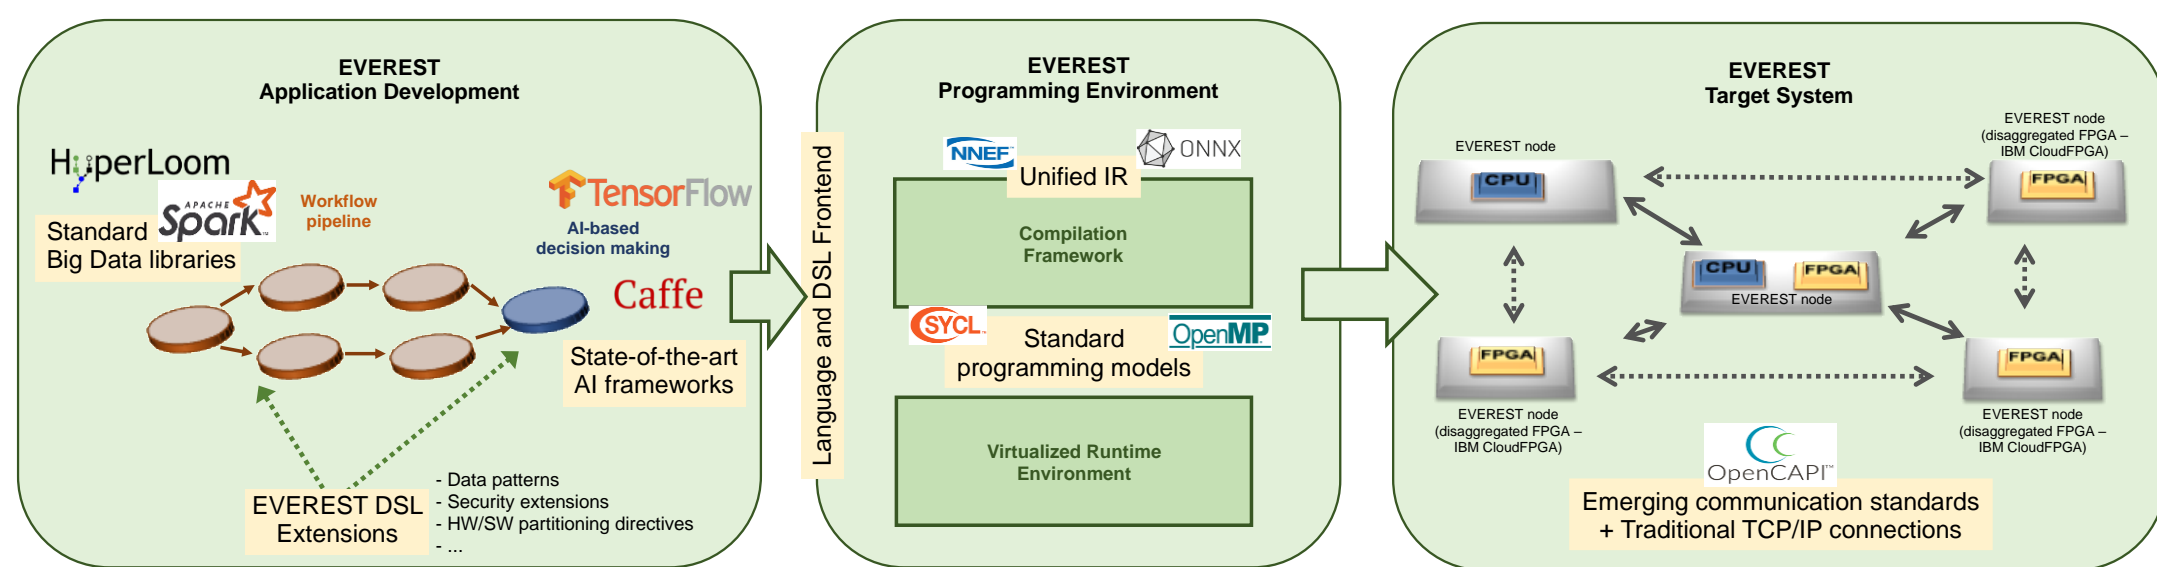 EVEREST
Application Development
HyperLoom
APACHE
Spark
Standard
Big Data libraries
Workflow
pipeline
TensorFlow
AI-based
decision making
Caffe
State-of-the-art
AI frameworks
EVEREST DSL
Extensions
- Data patterns
- Security extensions
- HW/SW partitioning directives
- ...
Language and DSL Frontend
EVEREST
Programming Environment
NNEF
ONNX
Unified IR
Compilation
Framework
SYCL
OpenMP
Standard
programming models
Virtualized Runtime
Environment
EVEREST
Target System
EVEREST node
CPU
EVEREST node
(disaggregated FPGA –
IBM CloudFPGA)
FPGA
CPU
FPGA
EVEREST node
FPGA
EVEREST node
(disaggregated FPGA –
IBM CloudFPGA)
FPGA
EVEREST node
(disaggregated FPGA –
IBM CloudFPGA)
OpenCAPI™
Emerging communication standards
+ Traditional TCP/IP connections